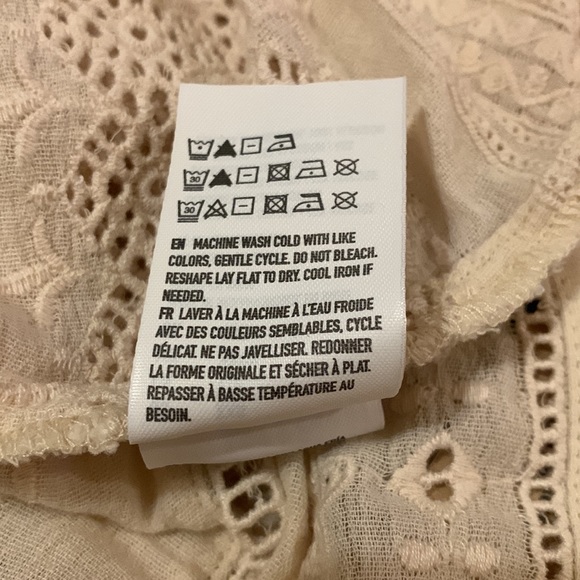 30
30
EN MACHINE WASH COLD WITH LIKE
COLORS, GENTLE CYCLE. DO NOT BLEACH.
RESHAPE LAY FLAT TO DRY. COOL IRON IF
NEEDED.
FR LAVER À LA MACHINE À L'EAU FROIDE
AVEC DES COULEURS SEMBLABLES, CYCLE
DÉLICAT. NE PAS JAVELLISER. REDONNER
LA FORME ORIGINALE ET SÉCHER À PLAT.
REPASSER À BASSE TEMPÉRATURE AU
BESOIN.